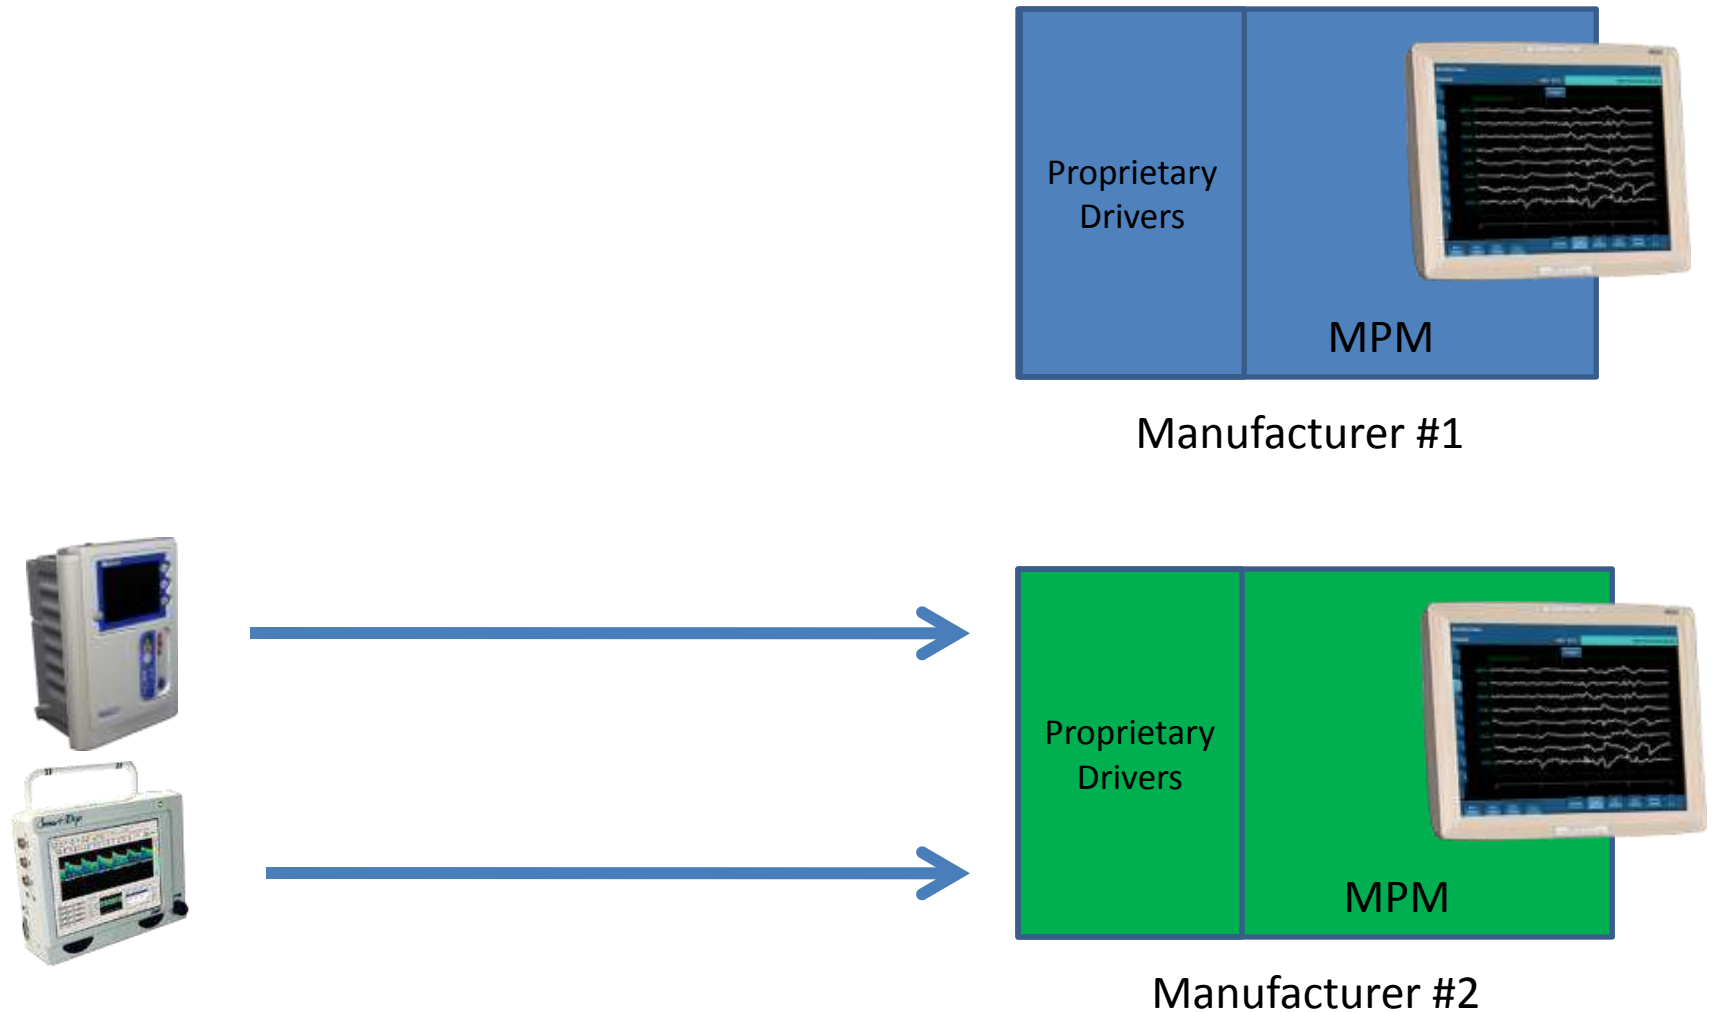 Proprietary
Drivers
MPM
Manufacturer #1
Proprietary
Drivers
MPM
Manufacturer #2